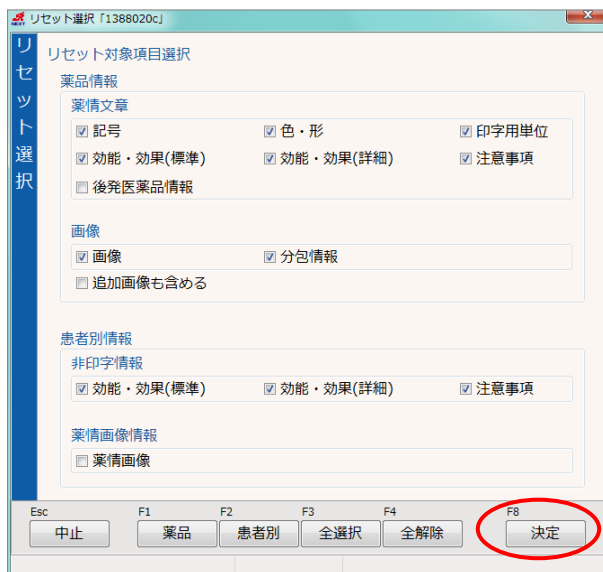 リセット選択「1388020c」
リセット選択
リセット対象項目選択
薬品情報
薬情文章
記号 色・形 印字用単位
効能・効果(標準) 効能・効果(詳細) 注意事項
後発医薬品情報
画像
画像 分包情報
追加画像も含める
患者別情報
非印字情報
効能・効果(標準) 効能・効果(詳細) 注意事項
薬情画像情報
薬情画像
Esc F1 F2 F3 F4 F8
中止 薬品 患者別 全選択 全解除 決定